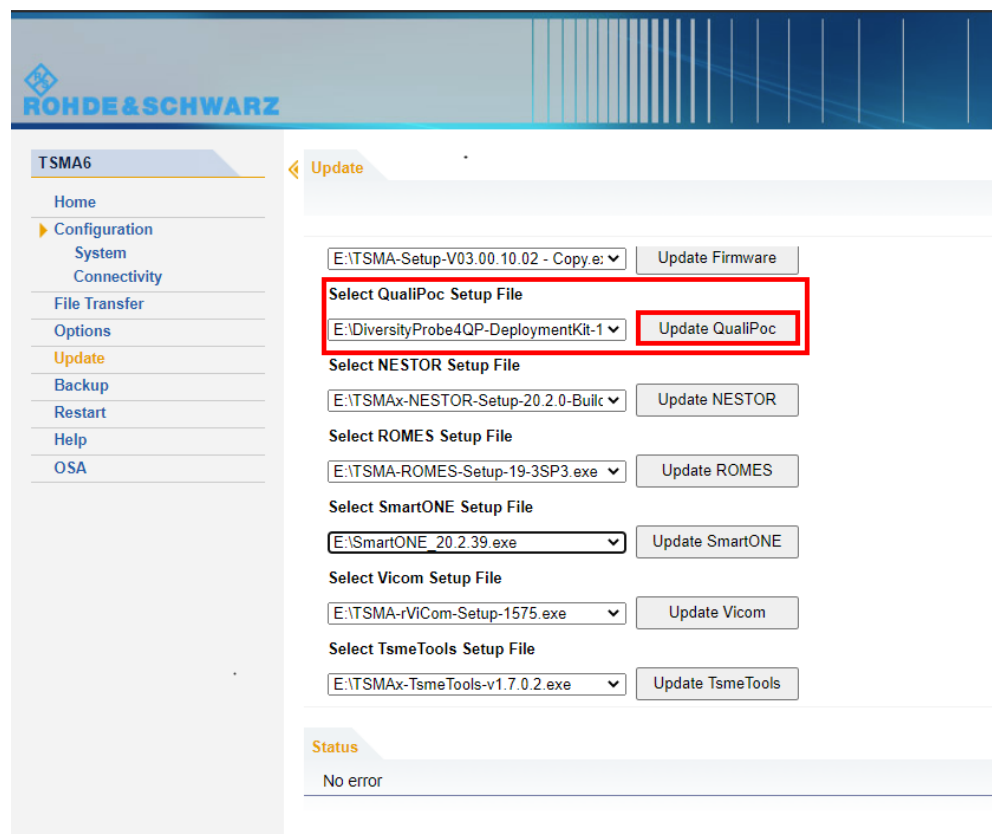 R&S
ROHDE&SCHWARZ
TSMA6
Home
Configuration
System
Connectivity
File Transfer
Options
Update
Backup
Restart
Help
OSA
Update
E:\TSMA-Setup-V03.00.10.02 - Copy.e
Update Firmware
Select QualiPoc Setup File
E:\DiversityProbe4QP-DeploymentKit-1
Update QualiPoc
Select NESTOR Setup File
E:\TSMAx-NESTOR-Setup-20.2.0-Builc
Update NESTOR
Select ROMES Setup File
E:\TSMA-ROMES-Setup-19-3SP3.exe
Update ROMES
Select SmartONE Setup File
E:\SmartONE_20.2.39.exe
Update SmartONE
Select Vicom Setup File
E:\TSMA-rViCom-Setup-1575.exe
Update Vicom
Select TsmeTools Setup File
E:\TSMAx-TsmeTools-v1.7.0.2.exe
Update TsmeTools
Status
No error